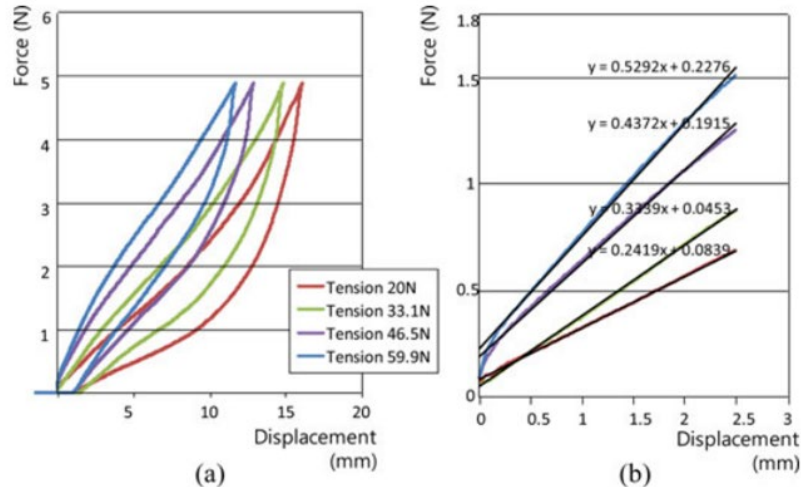 Force (N)
6
5
4
3
2
1
5
10
15
20
Displacement
(mm)
Tension 20N
Tension 33.1N
Tension 46.5N
Tension 59.9N
(a)
Force (N)
1.8
1.5
1
0.5
0
0
0.5
1
1.5
2
2.5
3
y = 0.5292x + 0.2276
y = 0.4372x + 0.1915
y = 0.3339x + 0.0453
y = 0.2419x + 0.0839
Displacement
(mm)
(b)